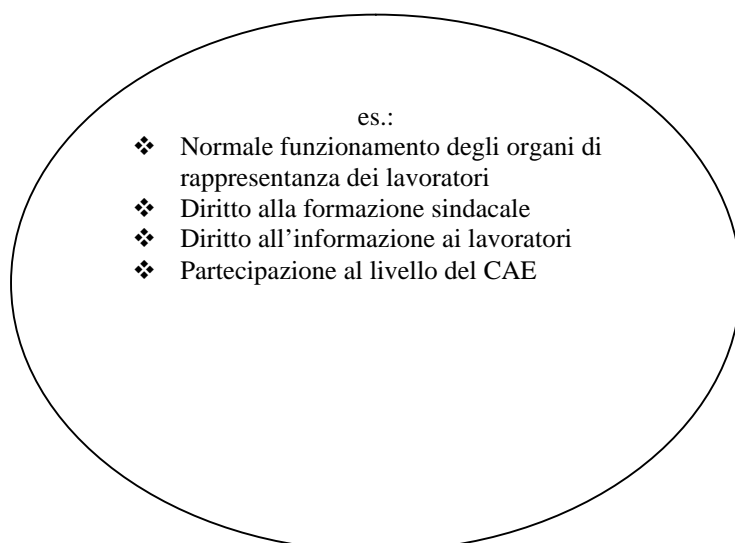 es.:
❖ Normale funzionamento degli organi di
rappresentanza dei lavoratori
❖ Diritto alla formazione sindacale
❖ Diritto all’informazione ai lavoratori
❖ Partecipazione al livello del CAE